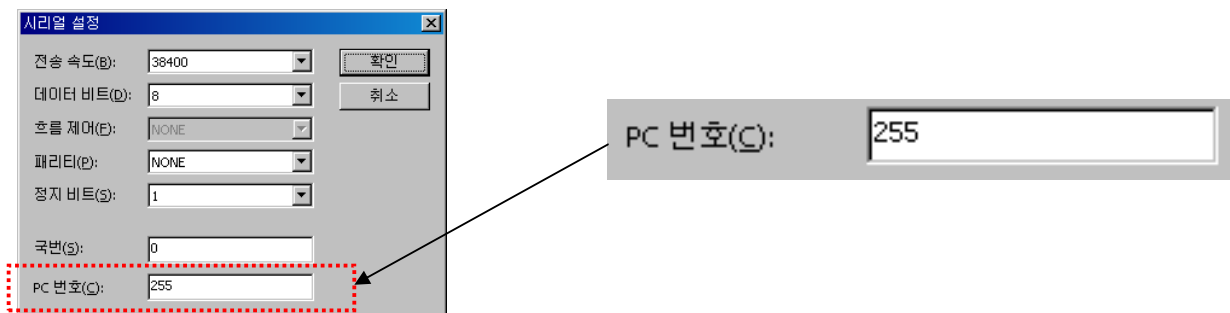 시리얼 설정
전송 속도(B): 38400 확인
데이터 비트(D): 8 취소
흐름 제어(F): NONE
패리티(P): NONE
정지 비트(S): 1
국번(S): 0
PC 번호(C): 255
PC 번호(C): 255